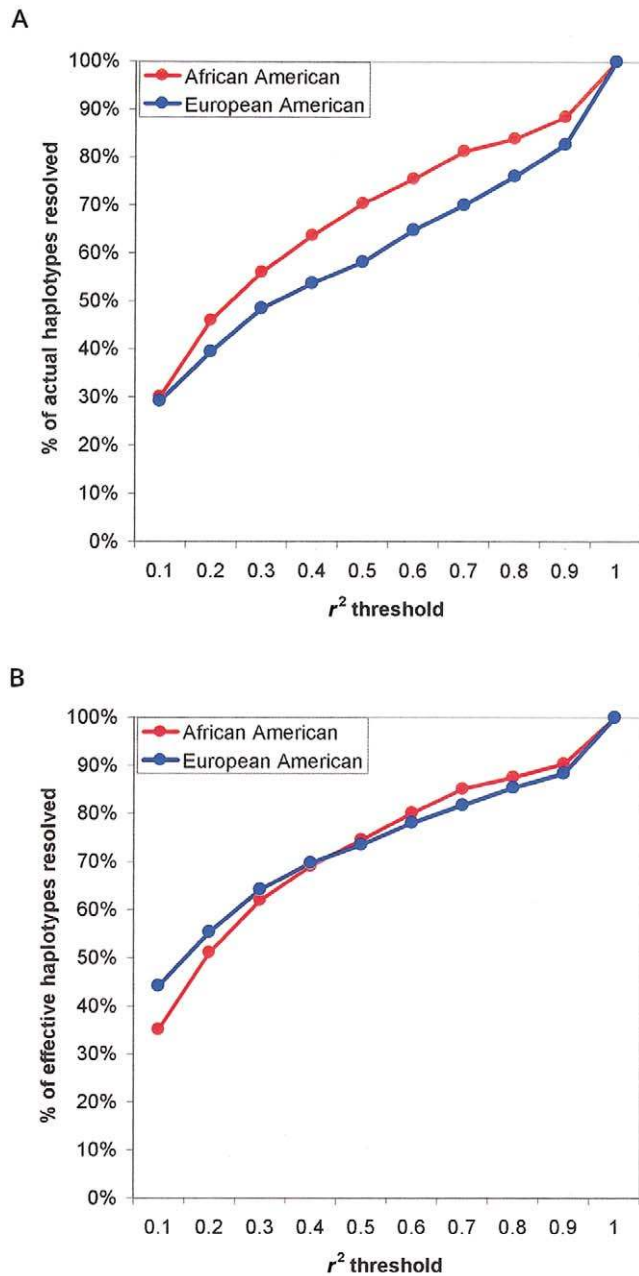 A
100%
90%
80%
70%
60%
50%
40%
30%
20%
10%
0%
% of actual haplotypes resolved
African American
European American
0.1 0.2 0.3 0.4 0.5 0.6 0.7 0.8 0.9 1
r² threshold
B
100%
90%
80%
70%
60%
50%
40%
30%
20%
10%
0%
% of effective haplotypes resolved
African American
European American
0.1 0.2 0.3 0.4 0.5 0.6 0.7 0.8 0.9 1
r² threshold